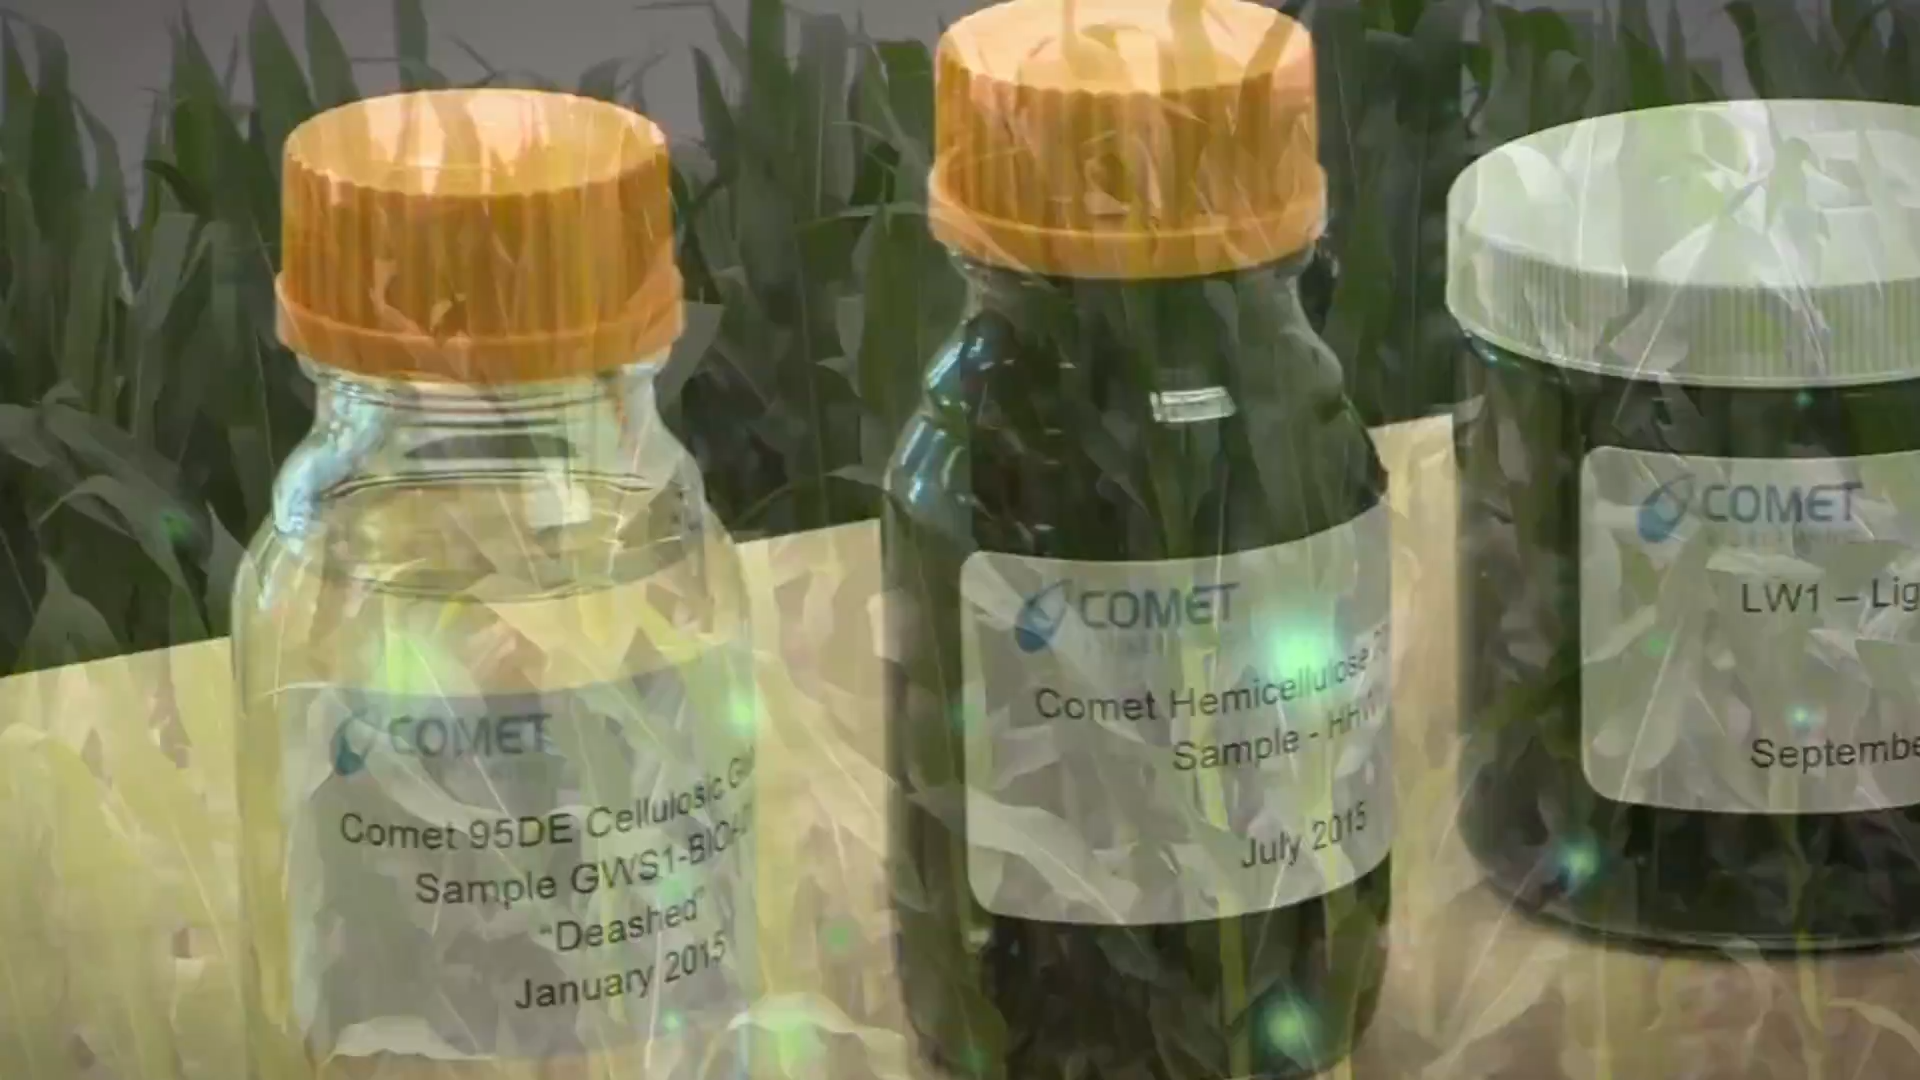 COMET
Comet 95DE Cellulosic
Sample GWS1-BIO
“Deashed”
January 2015
COMET
Comet Hemicellulose
Sample -
July 2015
COMET
LW1 – Lig
Septembe